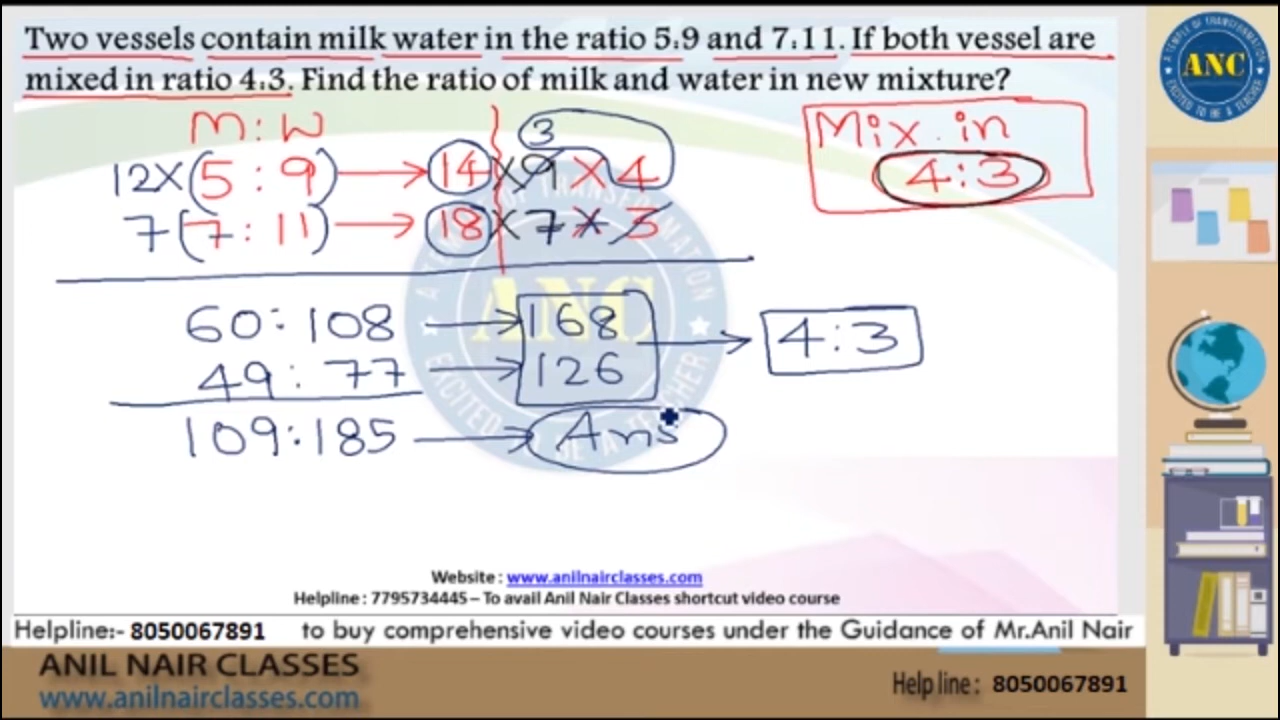 Two vessels contain milk water in the ratio 5:9 and 7:11. If both vessel are
mixed in ratio 4:3. Find the ratio of milk and water in new mixture?
ANC
M : W
Mix in
4:3
3
12×(5 : 9) → 14 × 9 × 4
7(7 : 11) → 18 × 7 × 3
60:108 → 168
→ 4:3
49: 77 → 126
109:185 → Ans
Website : www.anilnairclasses.com
Helpline : 7795734445 – To avail Anil Nair Classes shortcut video course
Helpline:- 8050067891 to buy comprehensive video courses under the Guidance of Mr.Anil Nair
ANIL NAIR CLASSES
www.anilnairclasses.com
Help line : 8050067891